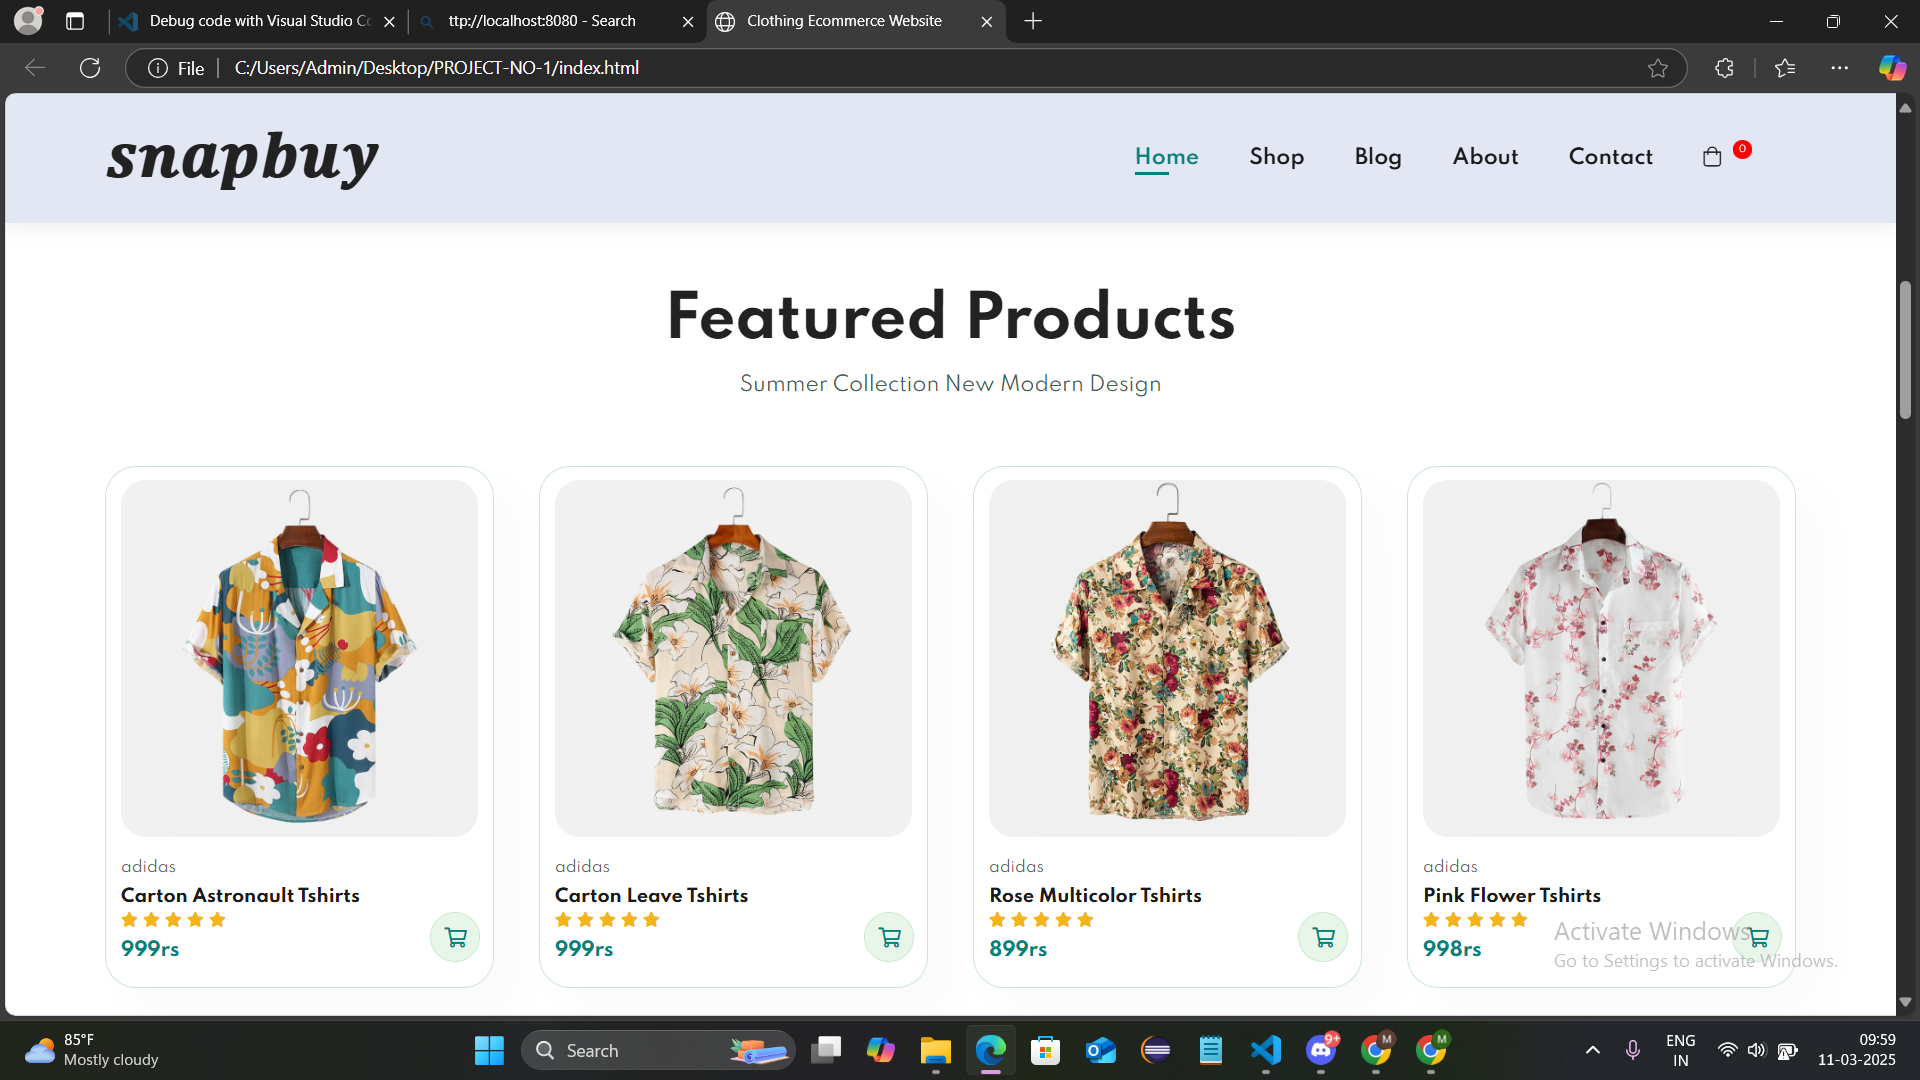 Debug code with Visual Studio Co
ttp://localhost:8080 - Search
Clothing Ecommerce Website
File
C:/Users/Admin/Desktop/PROJECT-NO-1/index.html
snapbuy
Home
Shop
Blog
About
Contact
0
Featured Products
Summer Collection New Modern Design
adidas
Carton Astronault Tshirts
999rs
adidas
Carton Leave Tshirts
999rs
adidas
Rose Multicolor Tshirts
899rs
adidas
Pink Flower Tshirts
998rs
Activate Windows
Go to Settings to activate Windows.
85°F
Mostly cloudy
Search
9+
M
M
ENG
IN
09:59
11-03-2025